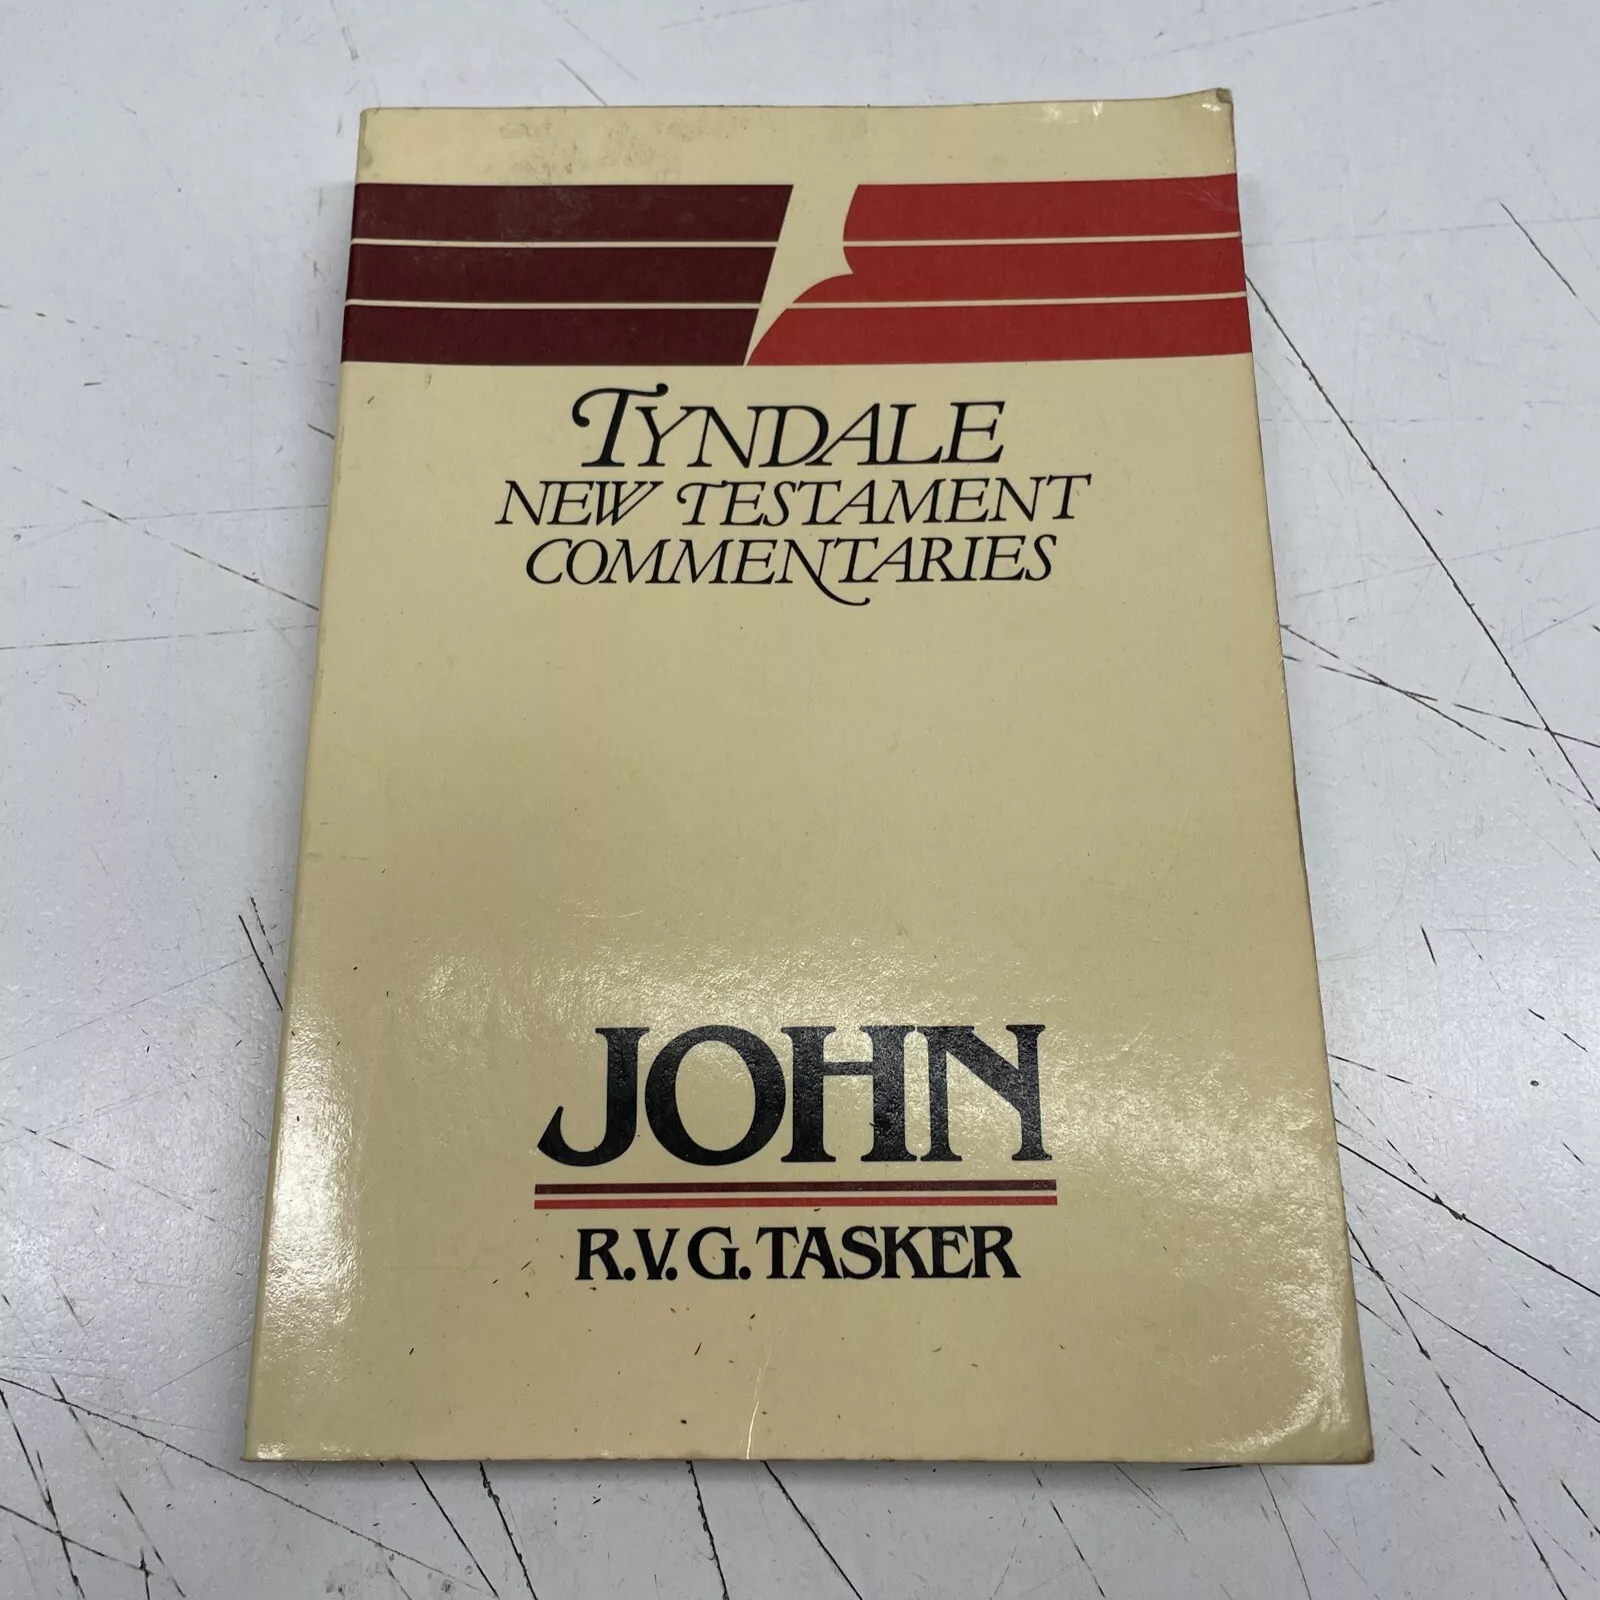 TYNDALE
NEW TESTAMENT
COMMENTARIES
JOHN
R.V.G. TASKER